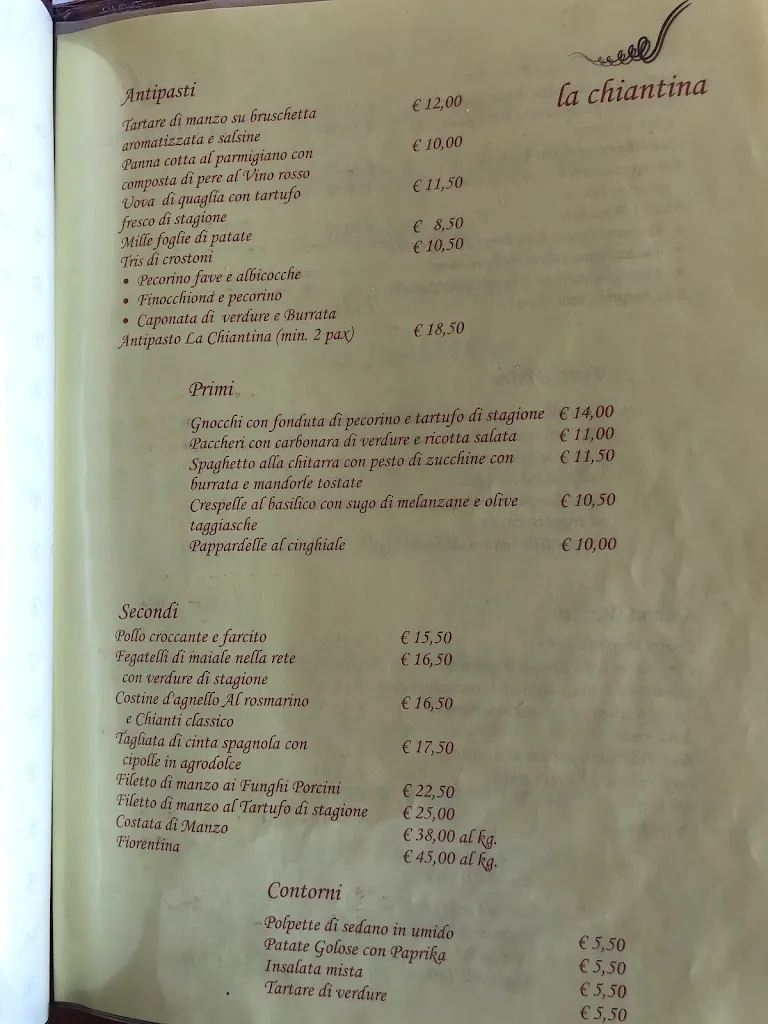 la chiantina
Antipasti
Tartare di manzo su bruschetta € 12,00
aromatizzata e salsine
Panna cotta al parmigiano con € 10,00
composta di pere al Vino rosso
Uova di quaglia con tartufo € 11,50
fresco di stagione
Mille foglie di patate € 8,50
Tris di crostoni € 10,50
• Pecorino fave e albicocche
• Finocchiona e pecorino
• Caponata di verdure e Burrata
Antipasto La Chiantina (min. 2 pax) € 18,50
Primi
Gnocchi con fonduta di pecorino e tartufo di stagione € 14,00
Paccheri con carbonara di verdure e ricotta salata € 11,00
Spaghetto alla chitarra con pesto di zucchine con € 11,50
burrata e mandorle tostate
Crespelle al basilico con sugo di melanzane e olive € 10,50
taggiasche
Pappardelle al cinghiale € 10,00
Secondi
Pollo croccante e farcito € 15,50
Fegatelli di maiale nella rete € 16,50
con verdure di stagione
Costine d'agnello Al rosmarino € 16,50
e Chianti classico
Tagliata di cinta spagnola con € 17,50
cipolle in agrodolce
Filetto di manzo ai Funghi Porcini € 22,50
Filetto di manzo al Tartufo di stagione € 25,00
Costata di Manzo € 38,00 al kg.
Fiorentina € 45,00 al kg.
Contorni
Polpette di sedano in umido € 5,50
Patate Golose con Paprika € 5,50
Insalata mista € 5,50
Tartare di verdure € 5,50